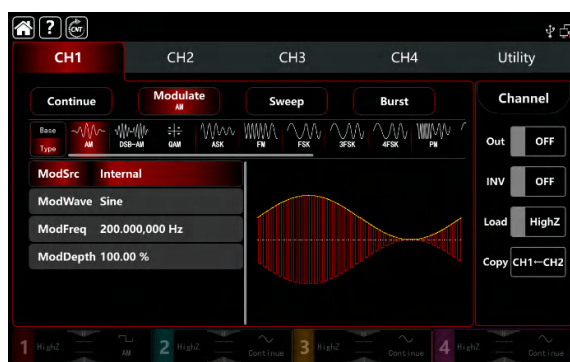 ? CNT
CH1 CH2 CH3 CH4 Utility
Continue Modulate AM Sweep Burst Channel
Base Type AM DSB-AM QAM ASK FM FSK 3FSK 4FSK PM
Out OFF
ModSrc Internal
INV OFF
ModWave Sine
ModFreq 200.000,000 Hz
Load HighZ
ModDepth 100.00 %
Copy CH1←CH2
1 HighZ AM 2 HighZ Continue 3 HighZ Continue 4 HighZ Continue